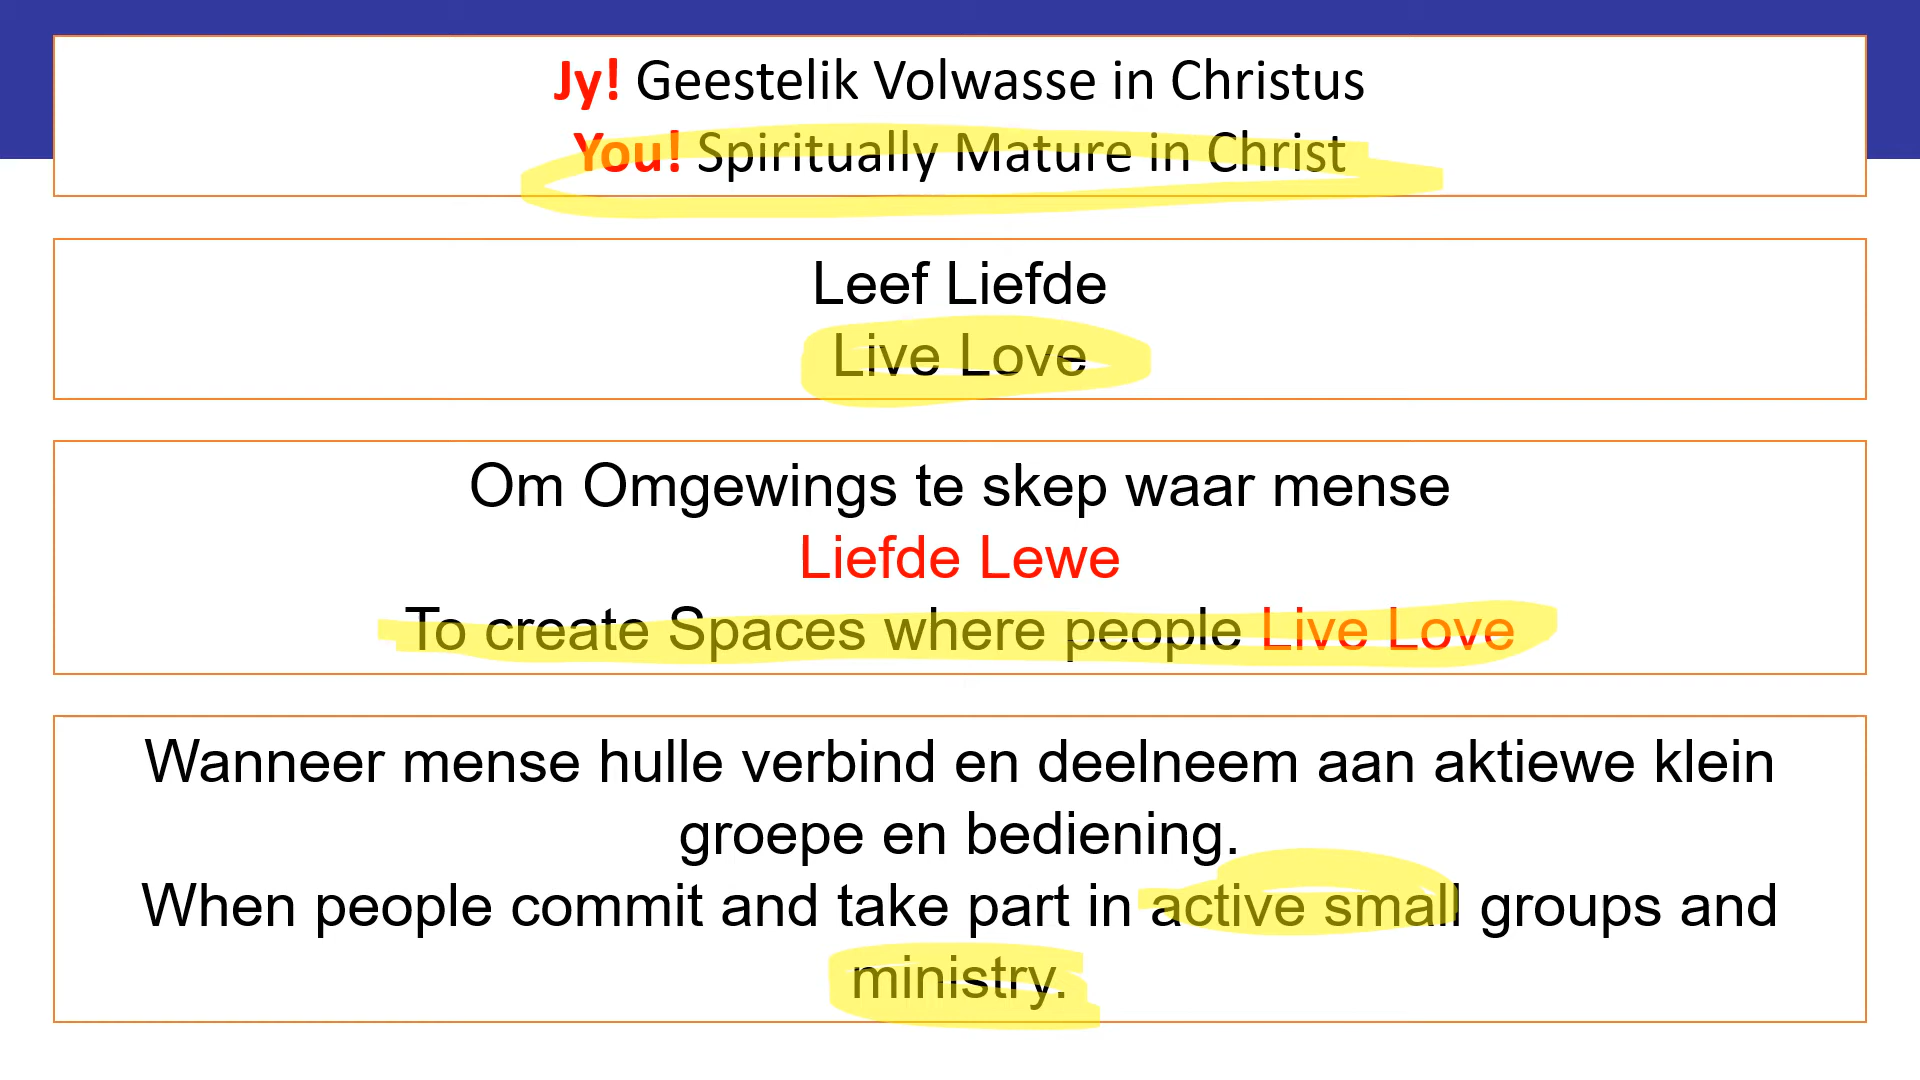 Jy! Geestelik Volwasse in Christus
You! Spiritually Mature in Christ
Leef Liefde
Live Love
Om Omgewings te skep waar mense
Liefde Lewe
To create Spaces where people Live Love
Wanneer mense hulle verbind en deelneem aan aktiewe klein
groepe en bediening.
When people commit and take part in active small groups and
ministry.